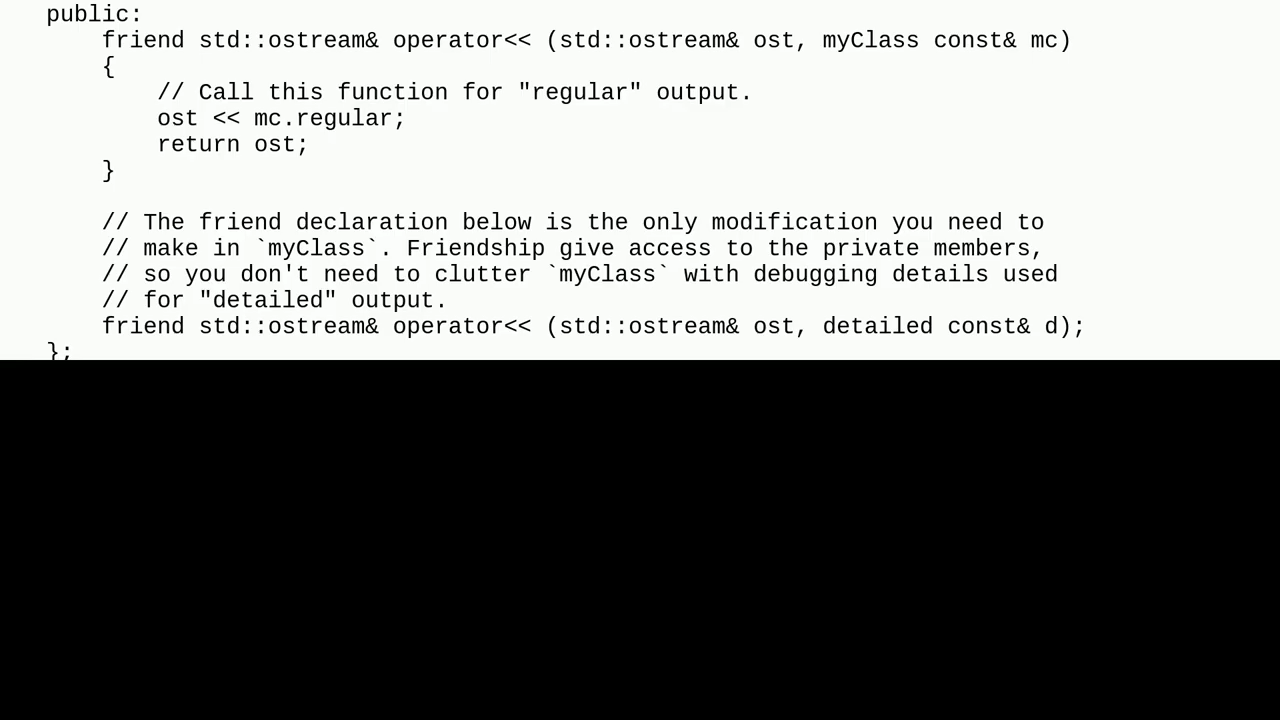 public:
friend std::ostream& operator<< (std::ostream& ost, myClass const& mc)
{
// Call this function for "regular" output.
ost << mc.regular;
return ost;
}
// The friend declaration below is the only modification you need to
// make in `myClass`. Friendship give access to the private members,
// so you don't need to clutter `myClass` with debugging details used
// for "detailed" output.
friend std::ostream& operator<< (std::ostream& ost, detailed const& d);
};